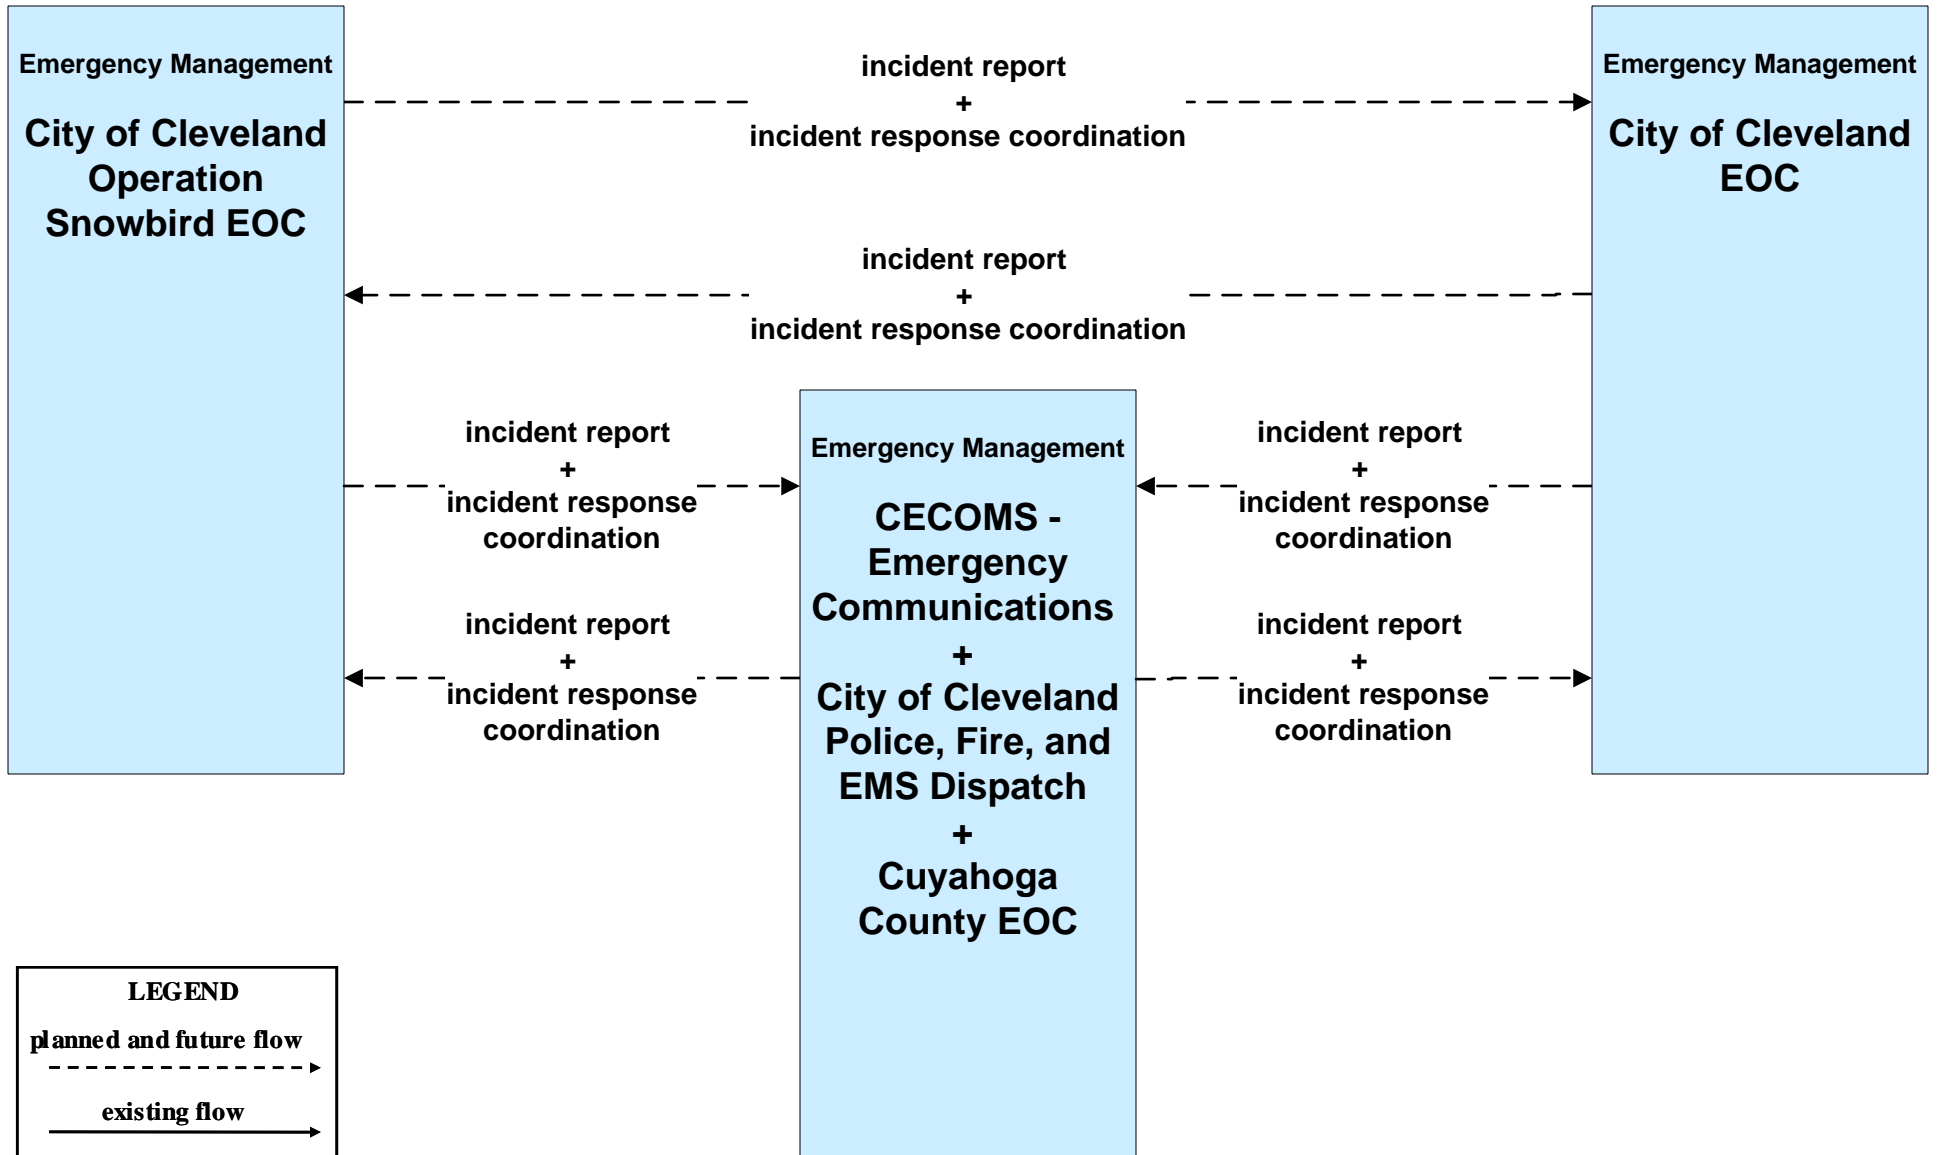 Emergency Management
City of Cleveland
Operation
Snowbird EOC
incident report
+
incident response coordination
Emergency Management
City of Cleveland
EOC
incident report
+
incident response coordination
incident report
+
incident response
coordination
incident report
+
incident response
coordination
Emergency Management
CECOMS -
Emergency
Communications
+
City of Cleveland
Police, Fire, and
EMS Dispatch
+
Cuyahoga
County EOC
incident report
+
incident response
coordination
incident report
+
incident response
coordination
LEGEND
planned and future flow
existing flow